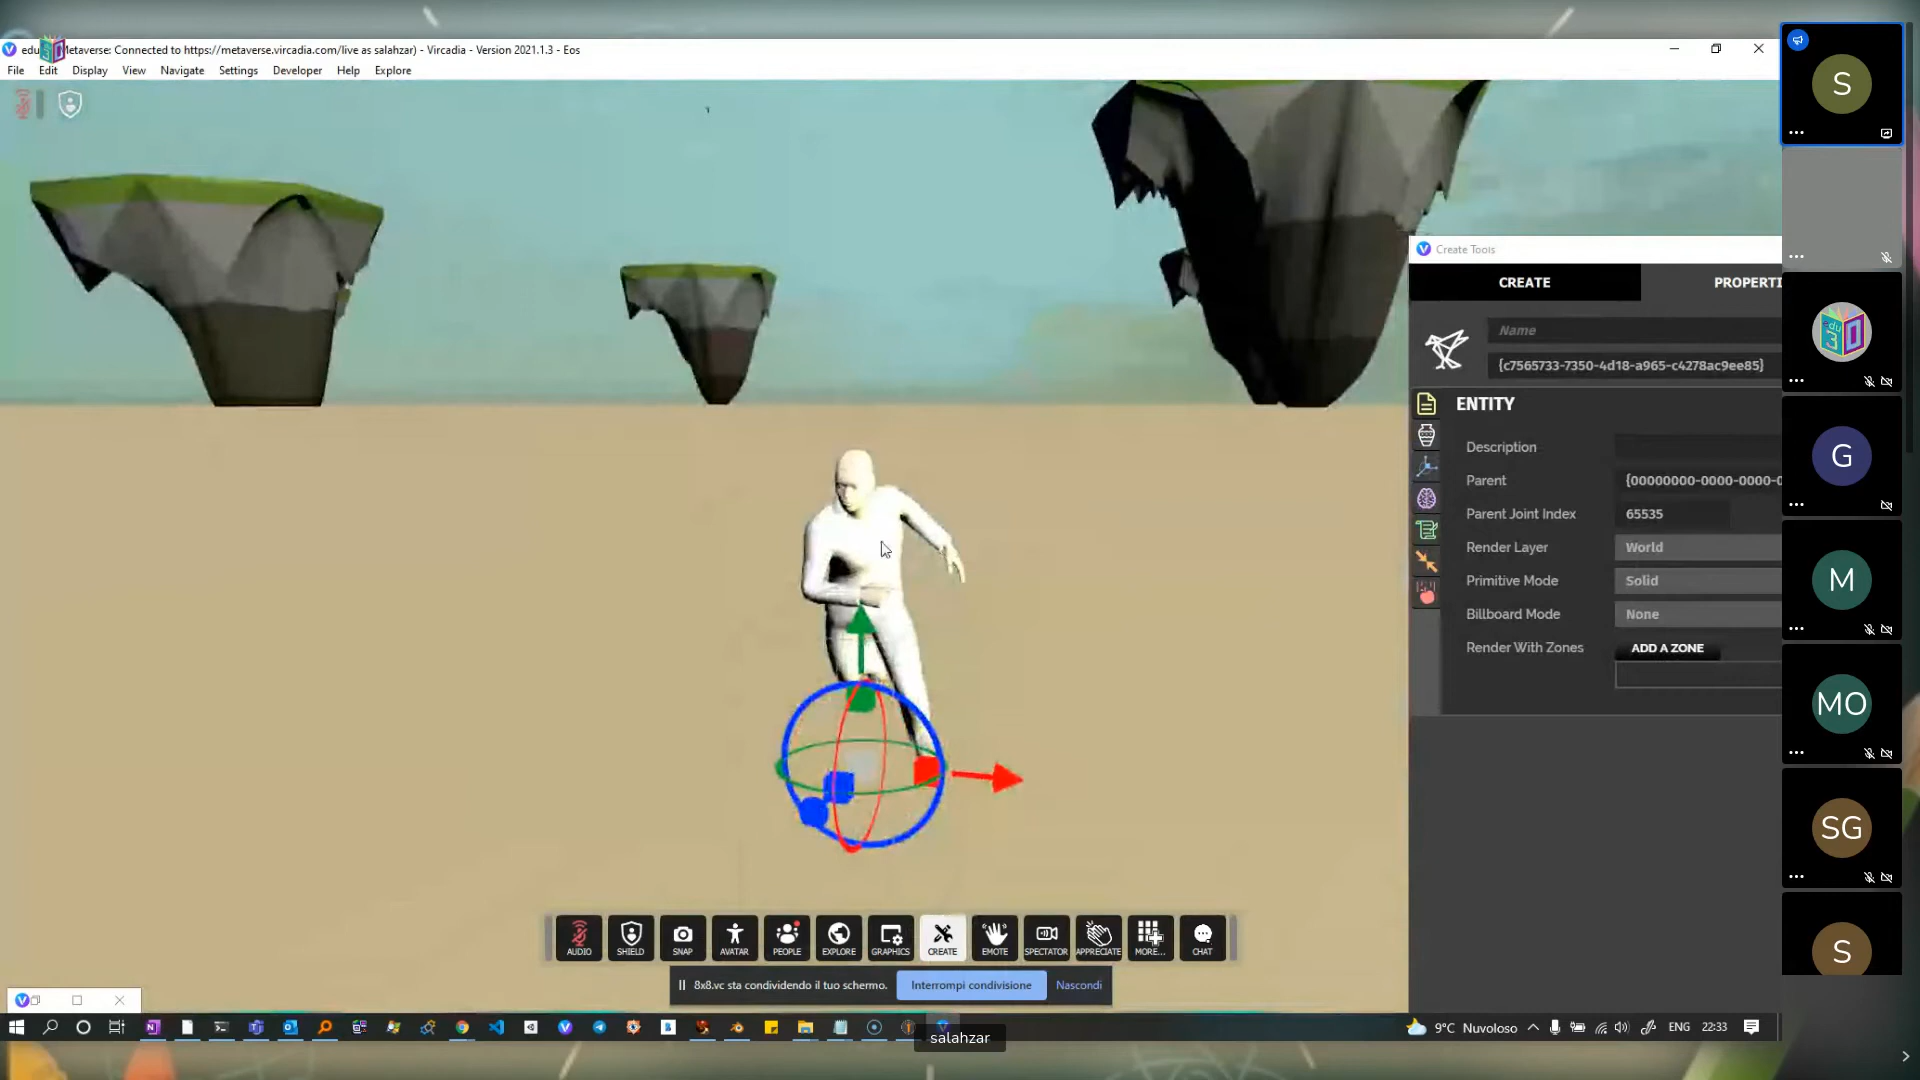 edu Metaverse: Connected to https://metaverse.vircadia.com/live as salahzar) - Vircadia - Version 2021.1.3 - Eos
File Edit Display View Navigate Settings Developer Help Explore
S
Create Tools
CREATE PROPERTI
Name
{c7565733-7350-4d18-a965-c4278ac9ee85}
edu
3D
ENTITY
Description
Parent {00000000-0000-0000-0
Parent Joint Index 65535
Render Layer World
Primitive Mode Solid
Billboard Mode None
Render With Zones ADD A ZONE
G
M
MO
SG
S
AUDIO SHIELD SNAP AVATAR PEOPLE EXPLORE GRAPHICS CREATE EMOTE SPECTATOR APPRECIATE MORE... CHAT
8x8.vc sta condividendo il tuo schermo. Interrompi condivisione Nascondi
9°C Nuvoloso ENG 22:33
salahzar